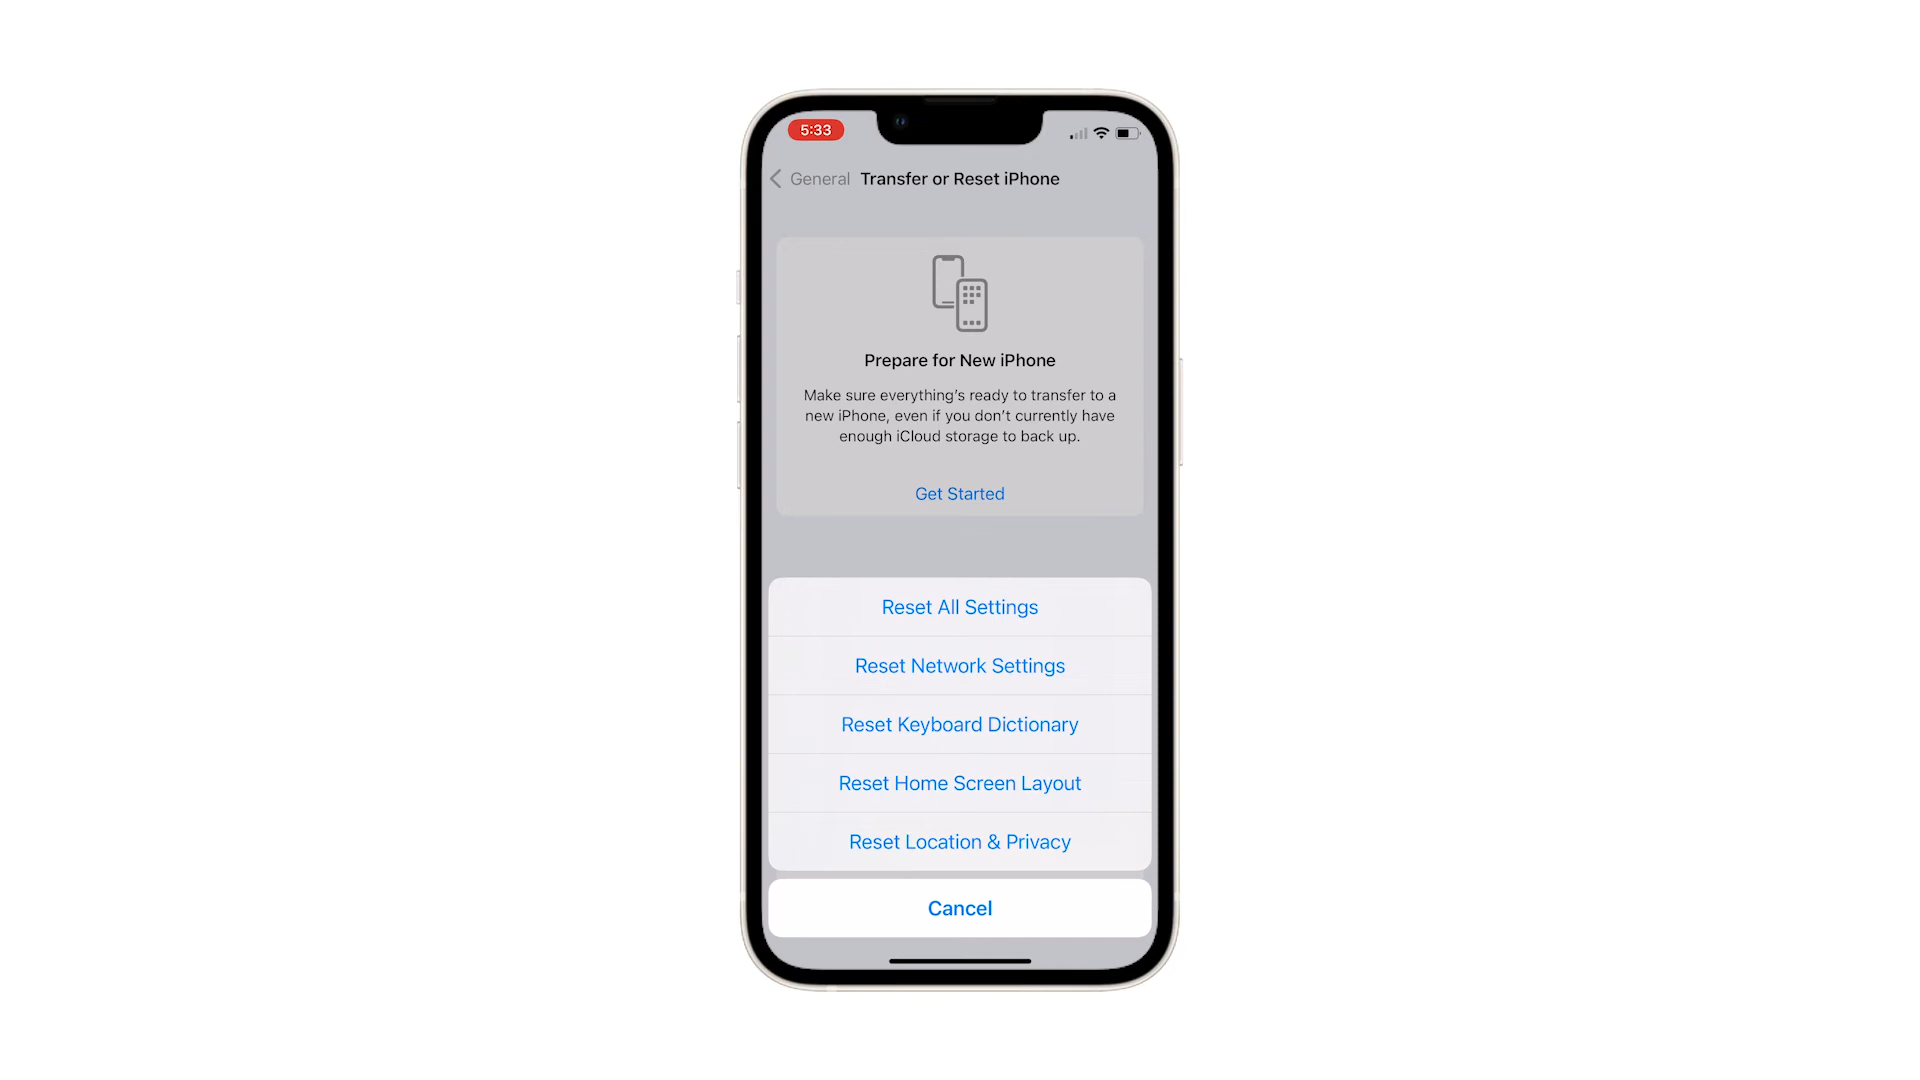 5:33
General Transfer or Reset iPhone
Prepare for New iPhone
Make sure everything's ready to transfer to a
new iPhone, even if you don't currently have
enough iCloud storage to back up.
Get Started
Reset All Settings
Reset Network Settings
Reset Keyboard Dictionary
Reset Home Screen Layout
Reset Location & Privacy
Cancel